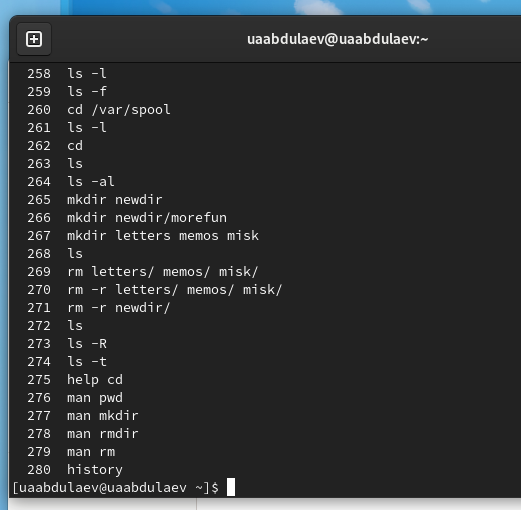 uaabdulaev@uaabdulaev:~
258 ls -l
259 ls -f
260 cd /var/spool
261 ls -l
262 cd
263 ls
264 ls -al
265 mkdir newdir
266 mkdir newdir/morefun
267 mkdir letters memos misk
268 ls
269 rm letters/ memos/ misk/
270 rm -r letters/ memos/ misk/
271 rm -r newdir/
272 ls
273 ls -R
274 ls -t
275 help cd
276 man pwd
277 man mkdir
278 man rmdir
279 man rm
280 history
[uaabdulaev@uaabdulaev ~]$